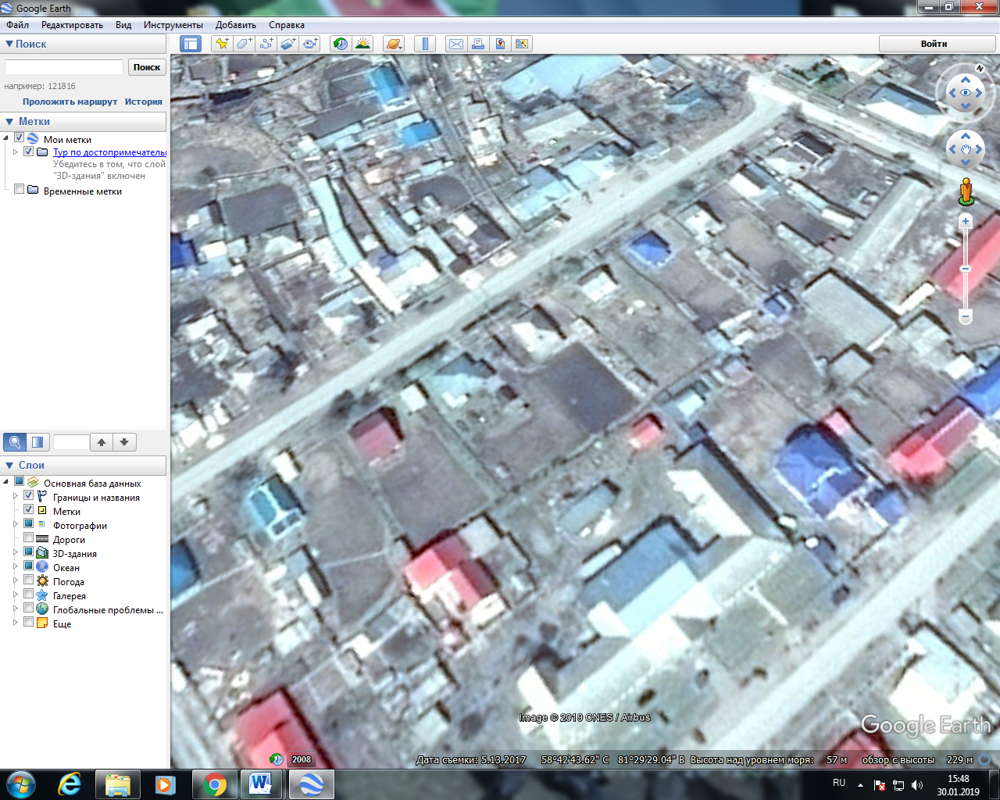 Google Earth
Файл Редактировать Вид Инструменты Добавить Справка
Поиск
Войти
Поиск
например: 121816
Проложить маршрут История
Метки
Мои метки
Тур по достопримечатель
Убедитесь в том, что слой
"3D-здания" включен
Временные метки
N
Слои
Основная база данных
Границы и названия
Метки
Фотографии
Дороги
3D-здания
Океан
Погода
Галерея
Глобальные проблемы ...
Еще
Image © 2019 CNES / Airbus
Google Earth
2008
Дата съемки: 5.13.2017 58°42'43.62" С 81°29'29.04" В Высота над уровнем моря: 57 м обзор с высоты 229 м
RU
15:48
30.01.2019